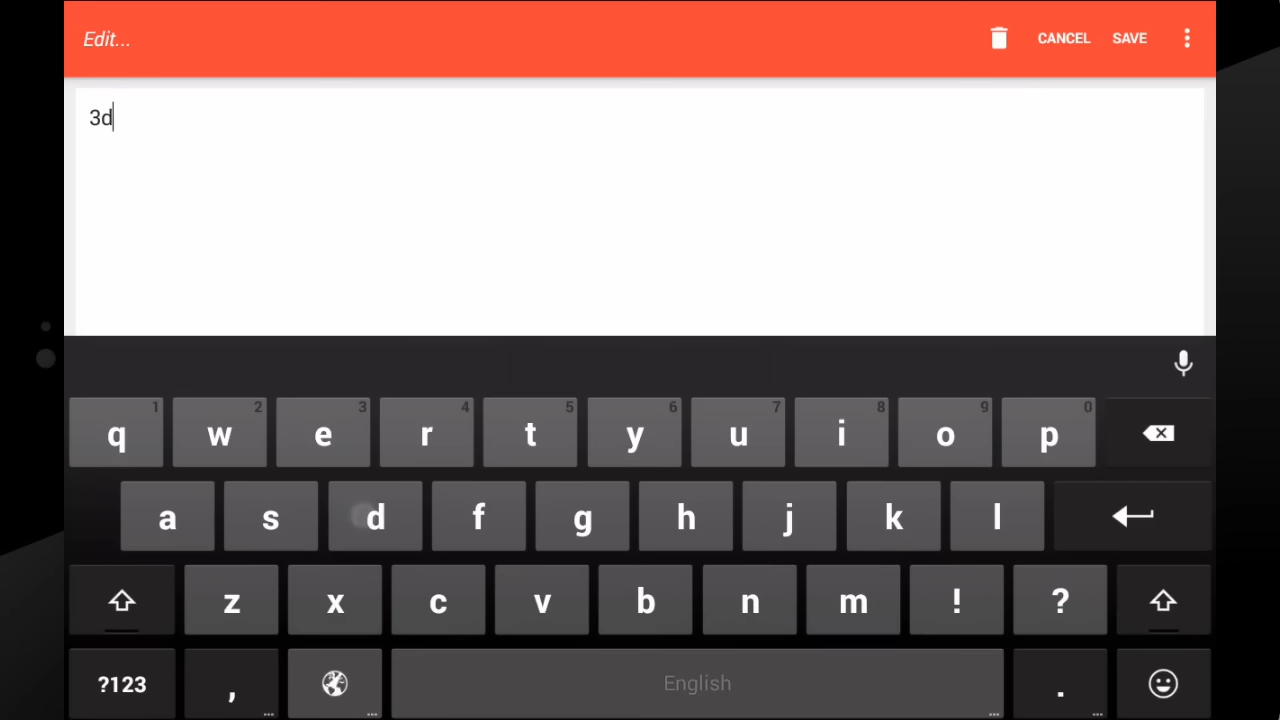 Edit... CANCEL SAVE
3d
1 2 3 4 5 6 7 8 9 0
q w e r t y u i o p
a s d f g h j k l
z x c v b n m ! ?
?123 , English .